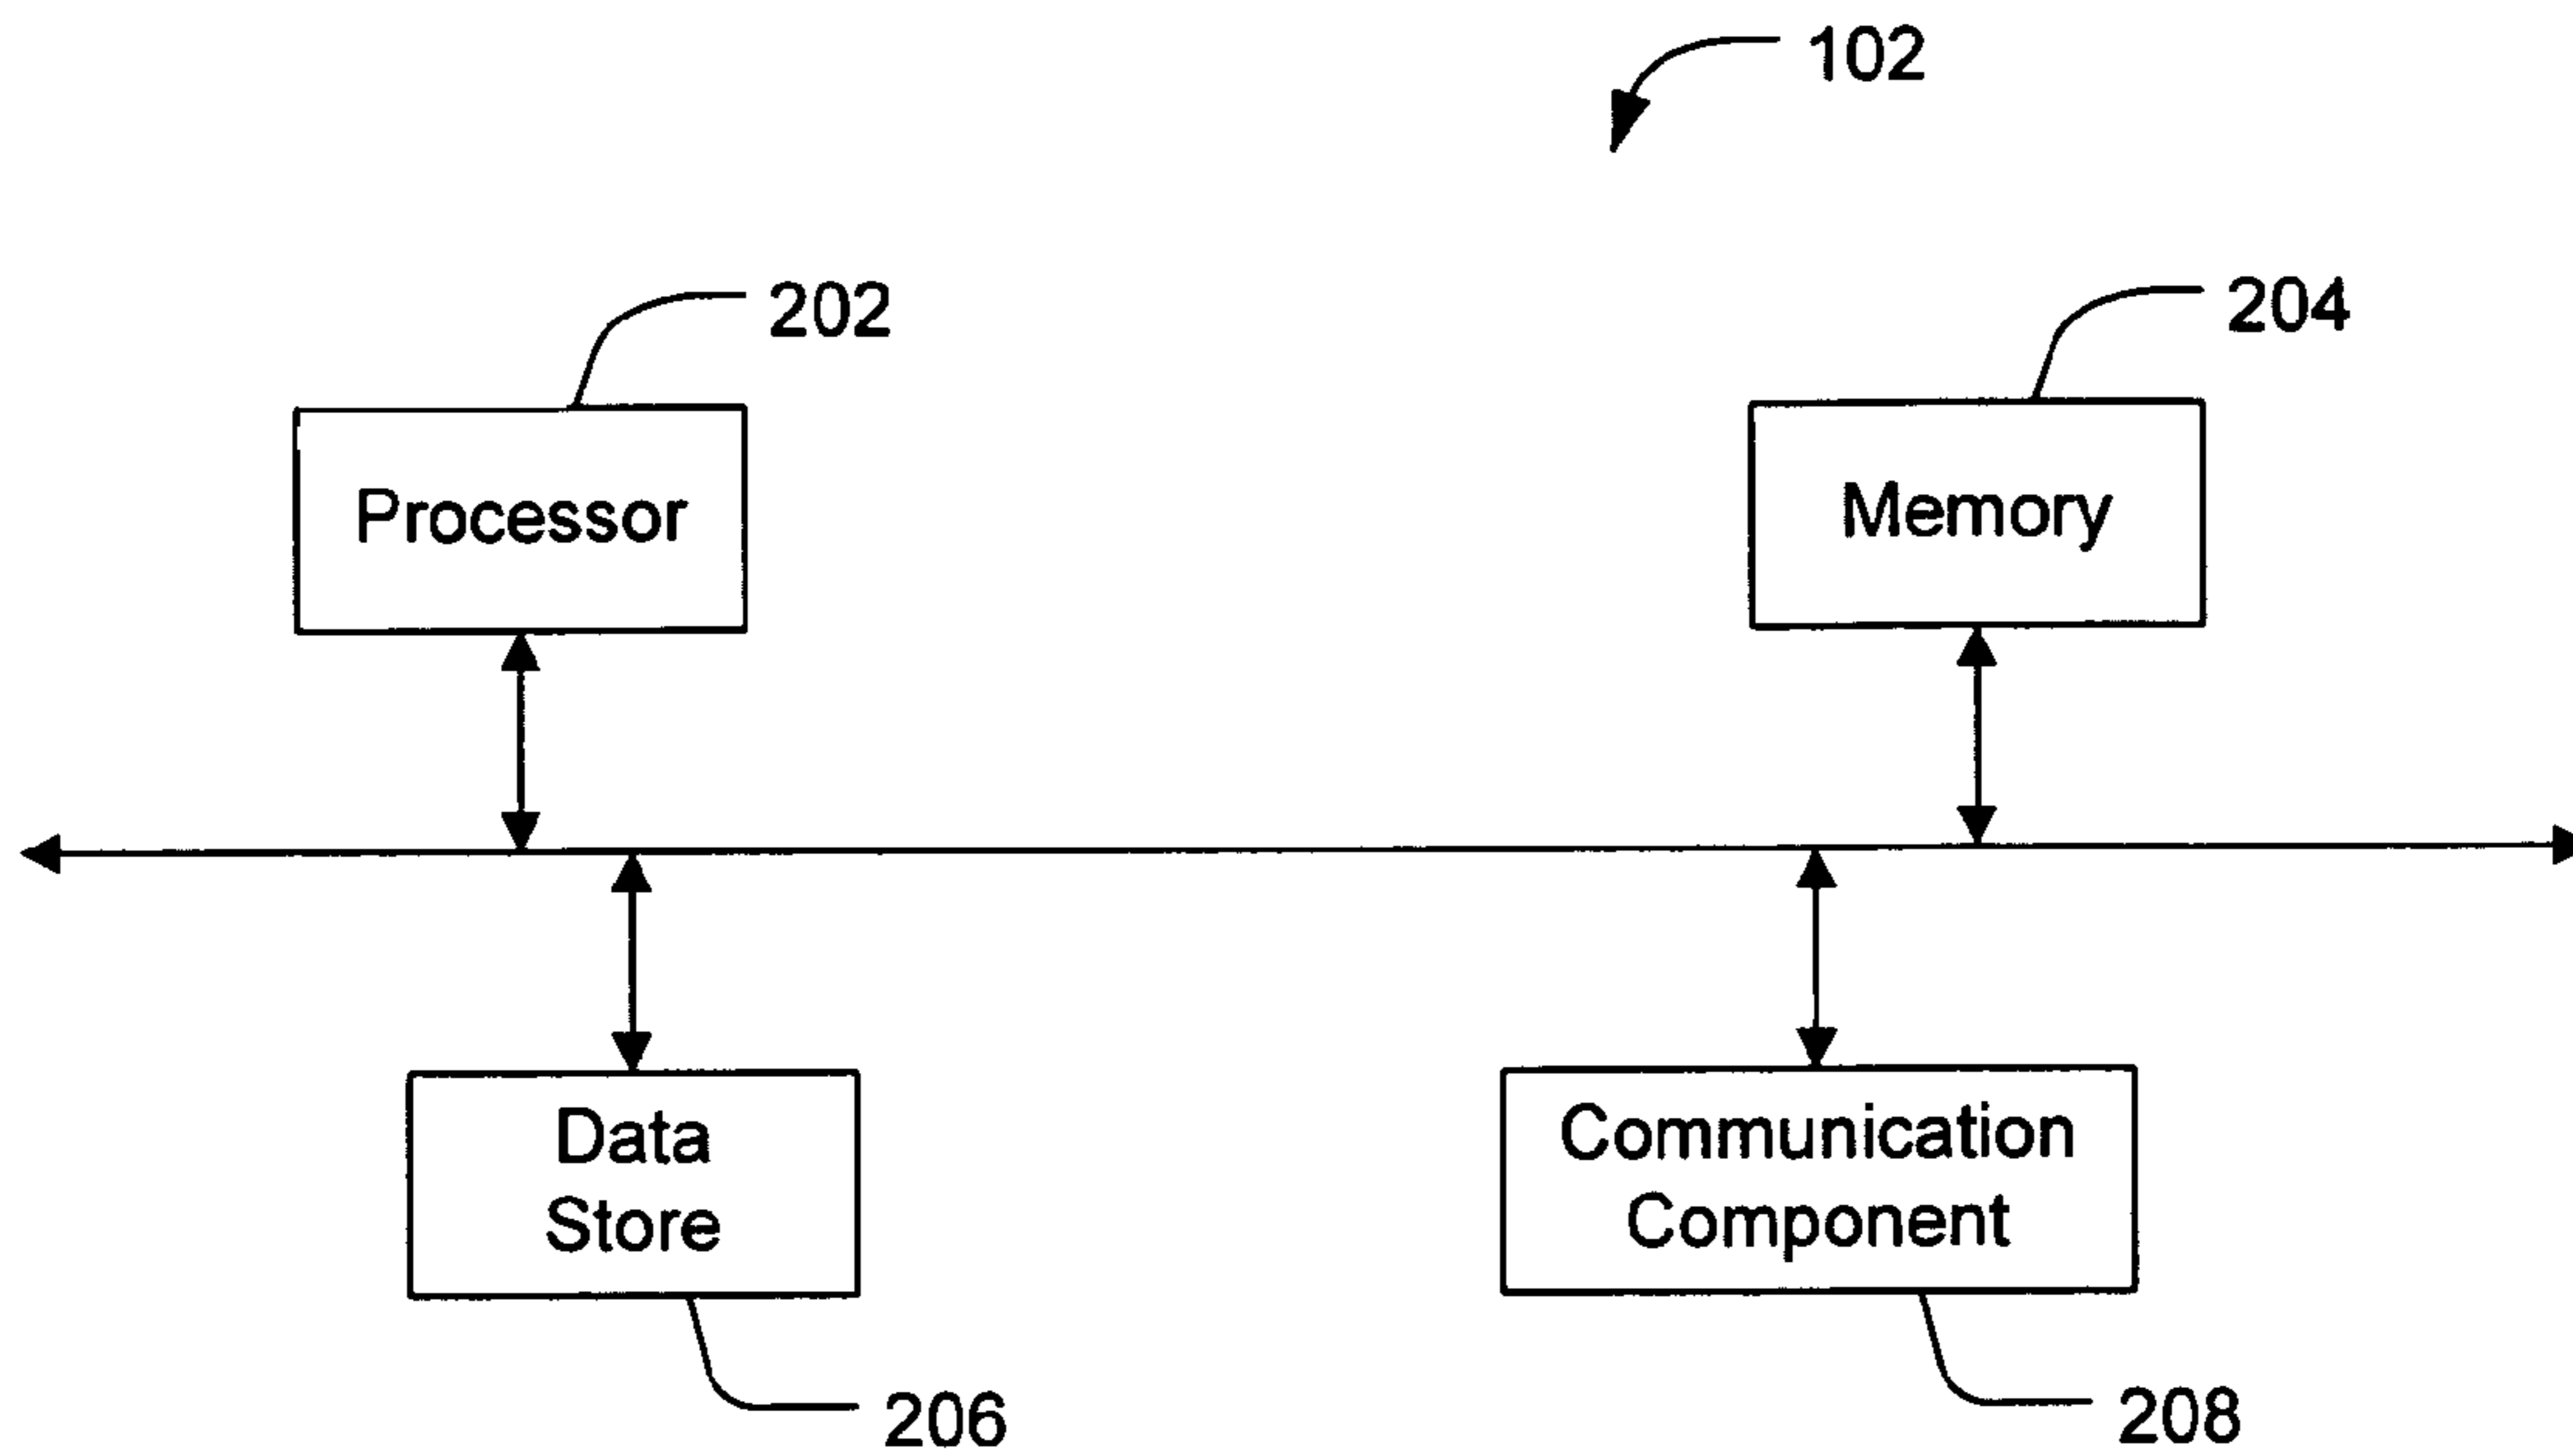 102
202
204
Processor
Memory
Data
Store
Communication
Component
206
208